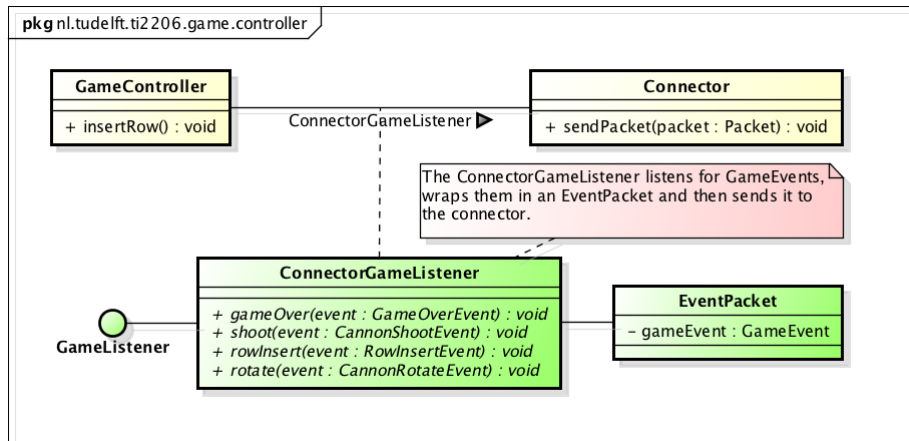 pkg nl.tudelft.ti2206.game.controller
GameController
+ insertRow() : void
Connector
+ sendPacket(packet : Packet) : void
ConnectorGameListener
The ConnectorGameListener listens for GameEvents,
wraps them in an EventPacket and then sends it to
the connector.
ConnectorGameListener
+ gameOver(event : GameOverEvent) : void
+ shoot(event : CannonShootEvent) : void
+ rowInsert(event : RowInsertEvent) : void
+ rotate(event : CannonRotateEvent) : void
GameListener
EventPacket
- gameEvent : GameEvent